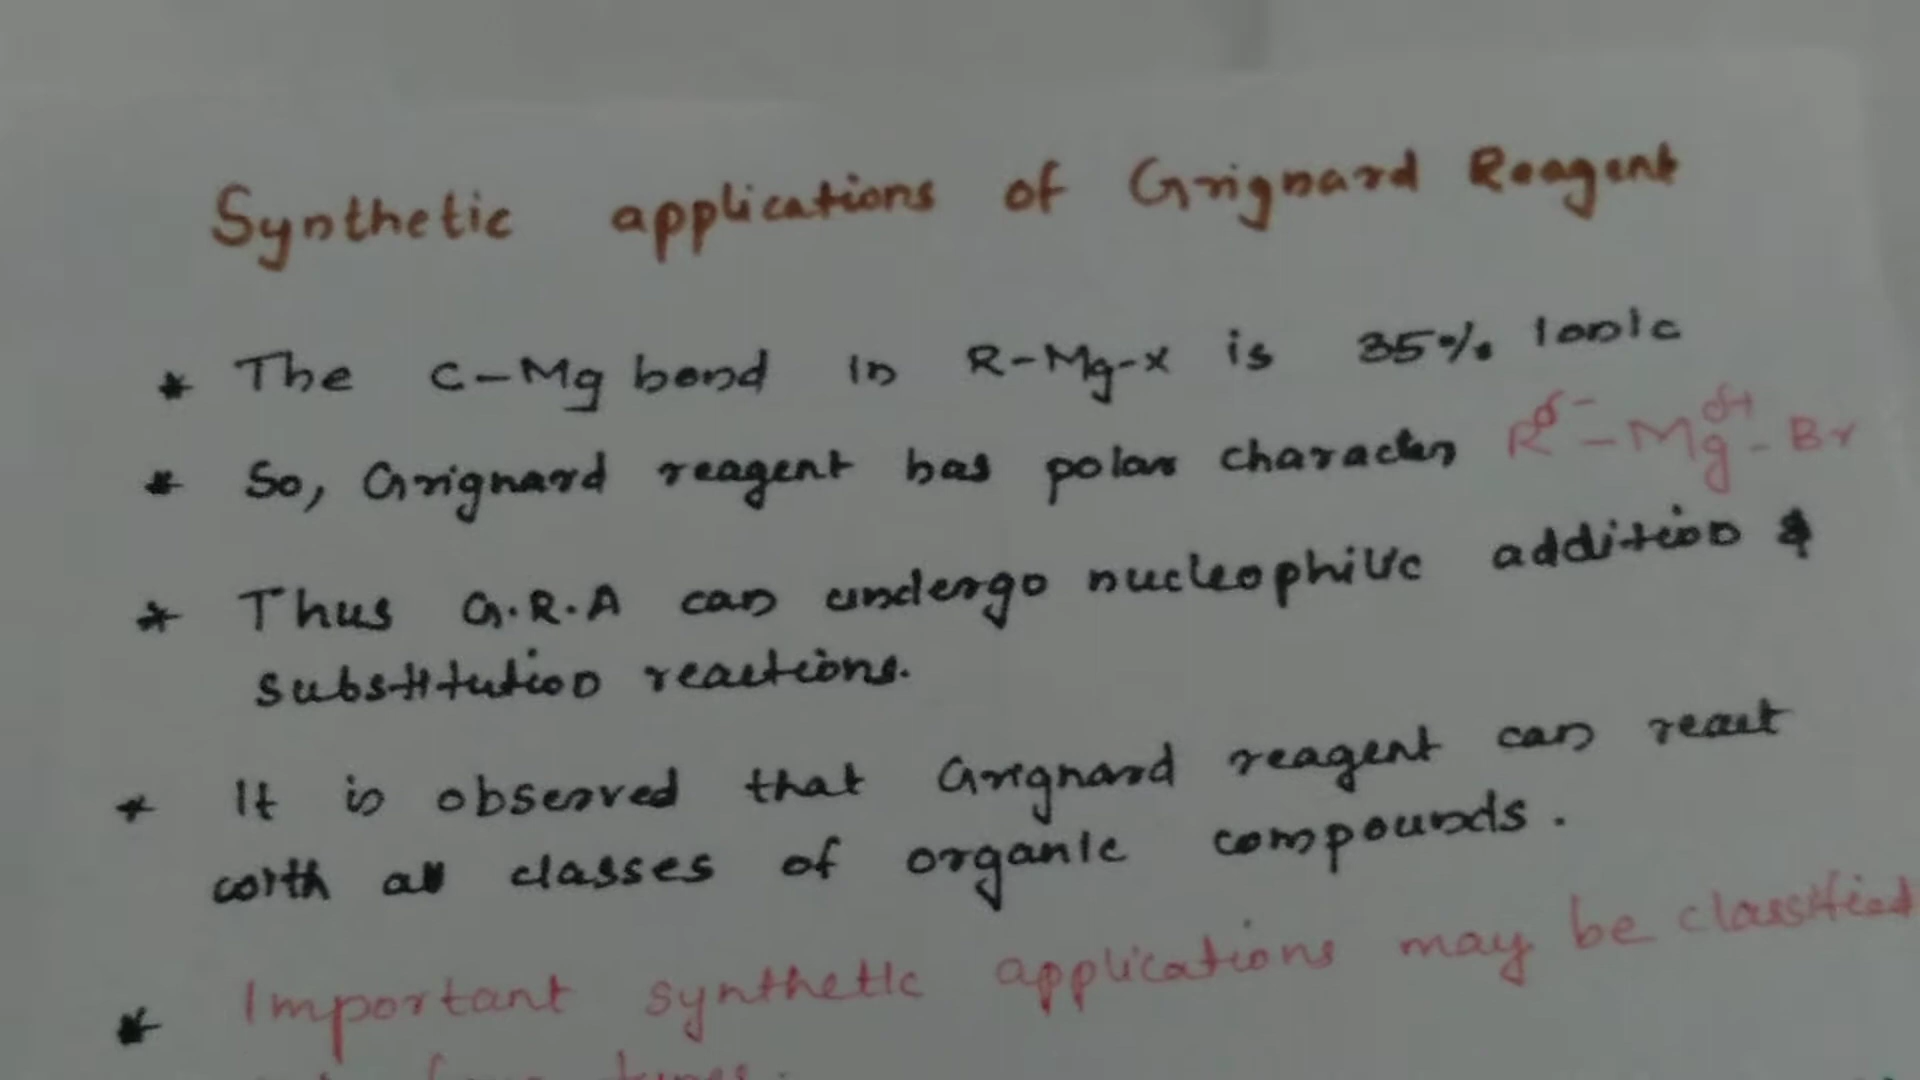 Synthetic applications of Grignard Reagent
* The C-Mg bond in R-Mg-X is 35% Ionic
* So, Grignard reagent has polar character R^δ- - Mg^δ+ - Br
* Thus G.R.A can undergo nucleophilic addition &
substitution reactions.
* It is observed that Grignard reagent can react
with all classes of organic compounds.
* Important synthetic applications may be classified
types.